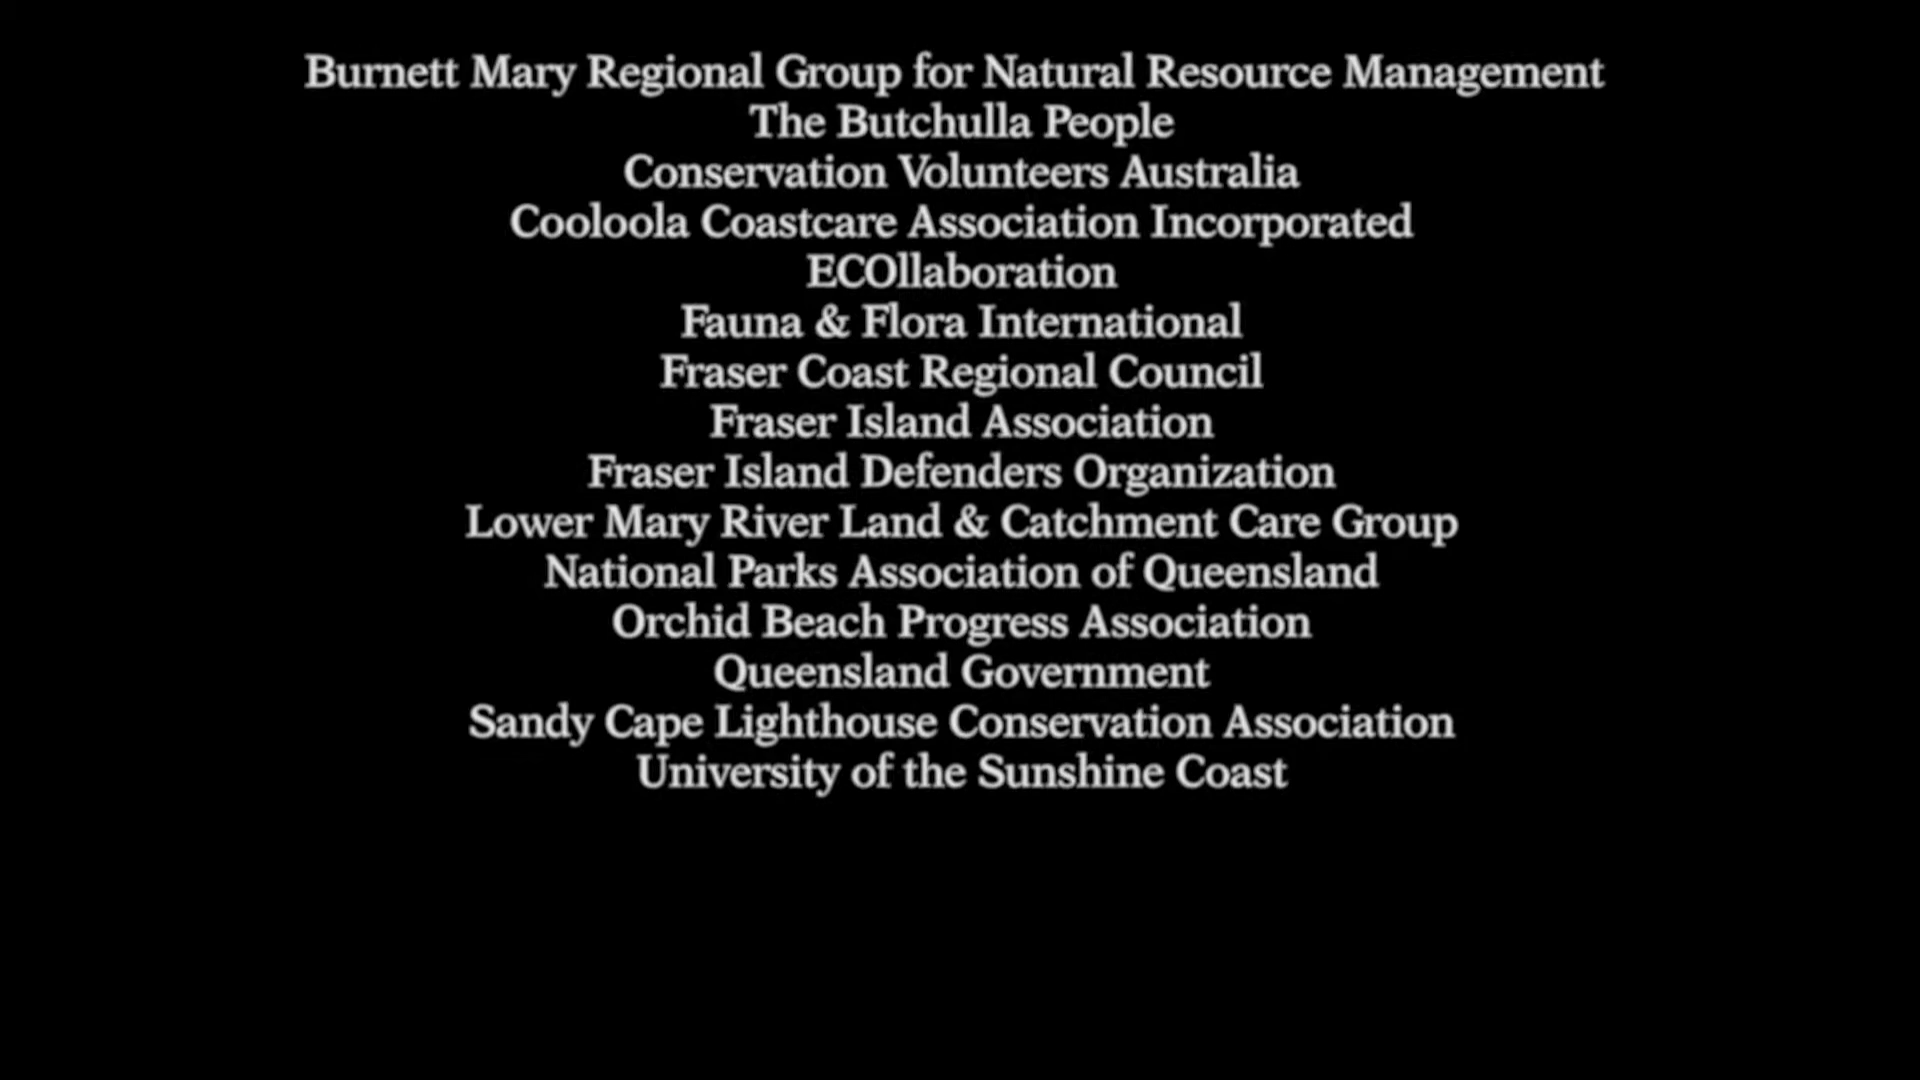 Burnett Mary Regional Group for Natural Resource Management
The Butchulla People
Conservation Volunteers Australia
Cooloola Coastcare Association Incorporated
ECOllaboration
Fauna & Flora International
Fraser Coast Regional Council
Fraser Island Association
Fraser Island Defenders Organization
Lower Mary River Land & Catchment Care Group
National Parks Association of Queensland
Orchid Beach Progress Association
Queensland Government
Sandy Cape Lighthouse Conservation Association
University of the Sunshine Coast